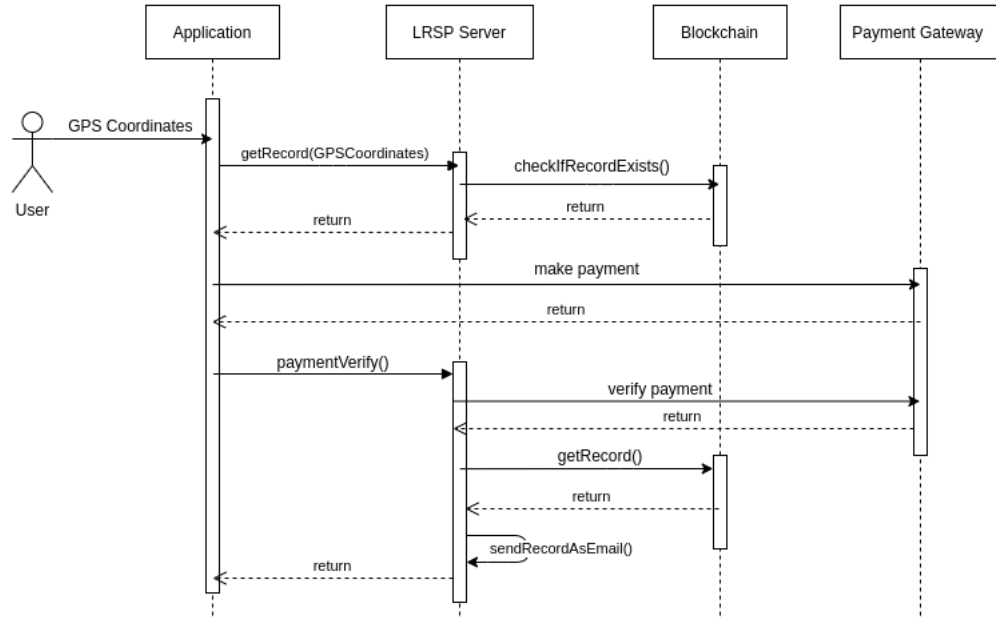 Application
LRSP Server
Blockchain
Payment Gateway
GPS Coordinates
User
getRecord(GPSCoordinates)
checkIfRecordExists()
return
return
make payment
return
paymentVerify()
verify payment
return
getRecord()
return
sendRecordAsEmail()
return